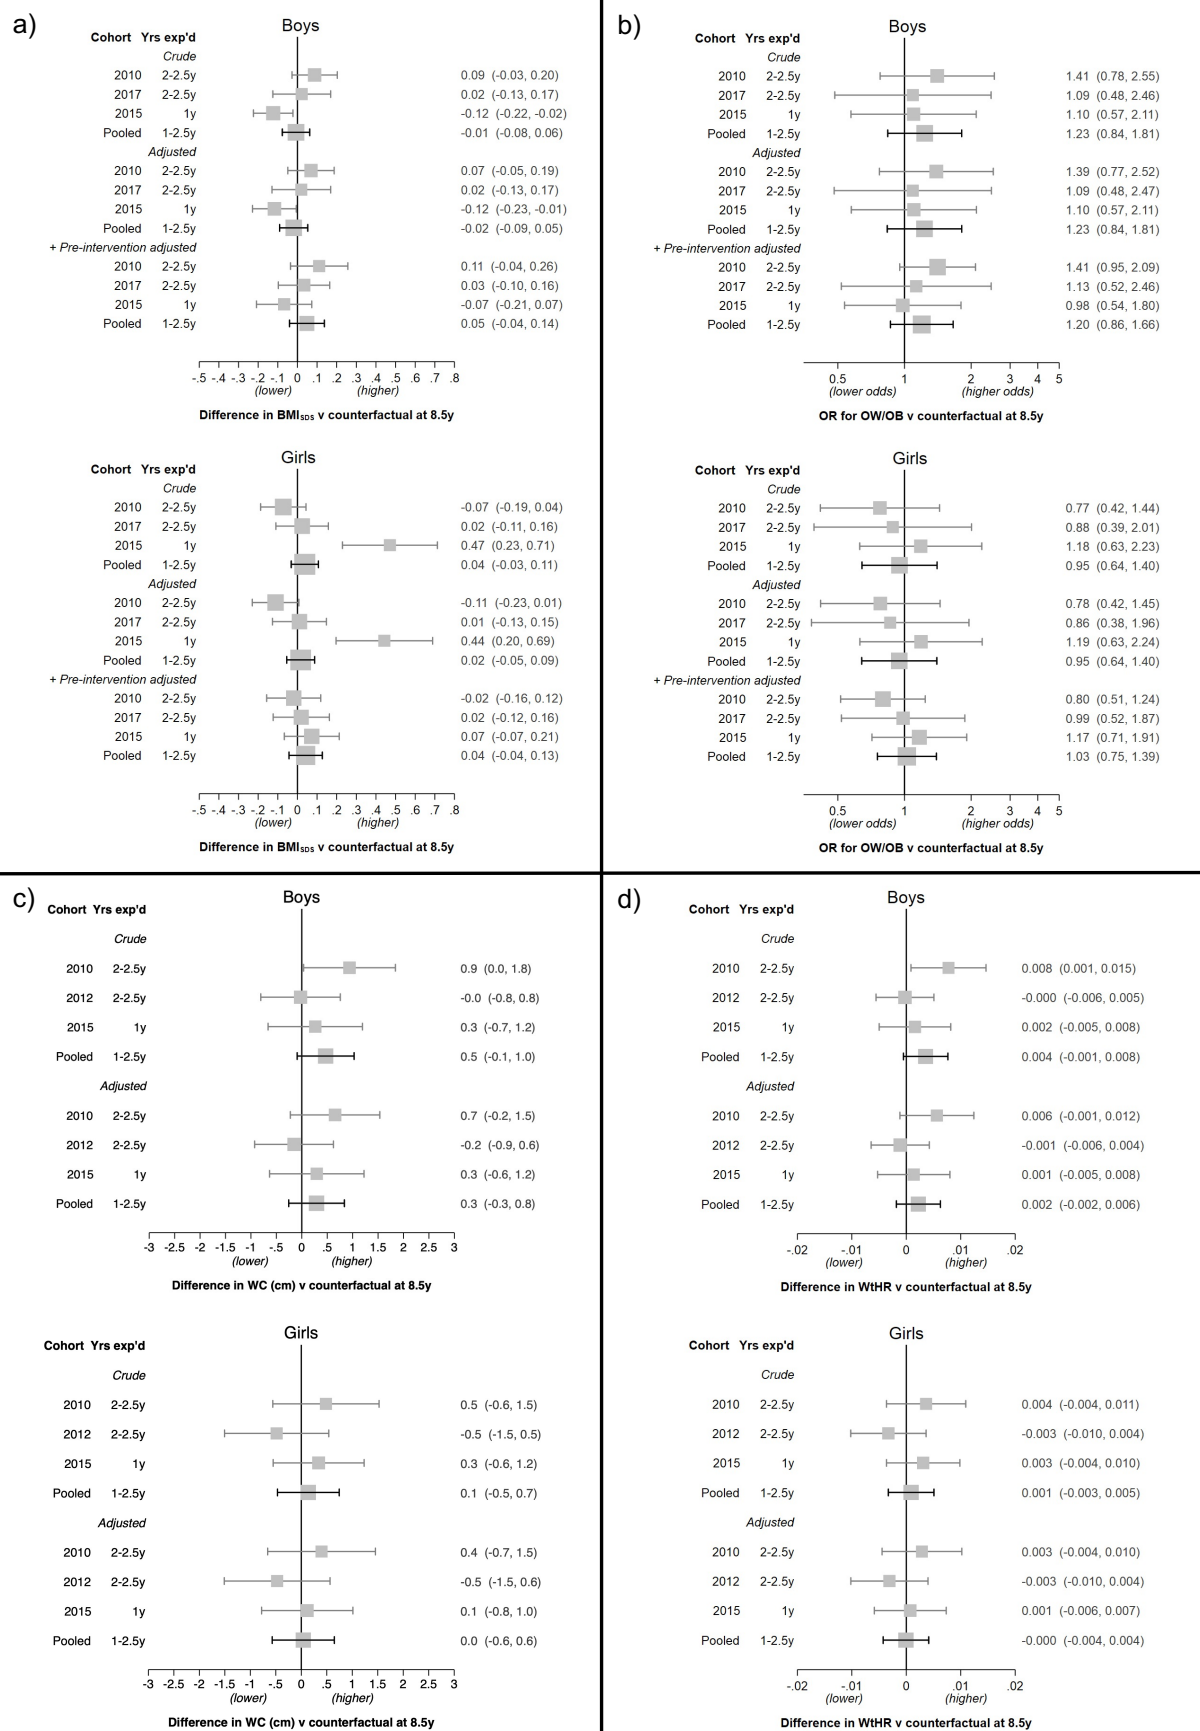 a)
Boys
Cohort Yrs exp'd
Crude
2010 2-2.5y 0.09 (-0.03, 0.20)
2017 2-2.5y 0.02 (-0.13, 0.17)
2015 1y -0.12 (-0.22, -0.02)
Pooled 1-2.5y -0.01 (-0.08, 0.06)
Adjusted
2010 2-2.5y 0.07 (-0.05, 0.19)
2017 2-2.5y 0.02 (-0.13, 0.17)
2015 1y -0.12 (-0.23, -0.01)
Pooled 1-2.5y -0.02 (-0.09, 0.05)
+ Pre-intervention adjusted
2010 2-2.5y 0.11 (-0.04, 0.26)
2017 2-2.5y 0.03 (-0.10, 0.16)
2015 1y -0.07 (-0.21, 0.07)
Pooled 1-2.5y 0.05 (-0.04, 0.14)
-.5 -.4 -.3 -.2 -.1 0 .1 .2 .3 .4 .5 .6 .7 .8
(lower) (higher)
Difference in BMISDS v counterfactual at 8.5y
Girls
Cohort Yrs exp'd
Crude
2010 2-2.5y -0.07 (-0.19, 0.04)
2017 2-2.5y 0.02 (-0.11, 0.16)
2015 1y 0.47 (0.23, 0.71)
Pooled 1-2.5y 0.04 (-0.03, 0.11)
Adjusted
2010 2-2.5y -0.11 (-0.23, 0.01)
2017 2-2.5y 0.01 (-0.13, 0.15)
2015 1y 0.44 (0.20, 0.69)
Pooled 1-2.5y 0.02 (-0.05, 0.09)
+ Pre-intervention adjusted
2010 2-2.5y -0.02 (-0.16, 0.12)
2017 2-2.5y 0.02 (-0.12, 0.16)
2015 1y 0.07 (-0.07, 0.21)
Pooled 1-2.5y 0.04 (-0.04, 0.13)
-.5 -.4 -.3 -.2 -.1 0 .1 .2 .3 .4 .5 .6 .7 .8
(lower) (higher)
Difference in BMISDS v counterfactual at 8.5y
b)
Boys
Cohort Yrs exp'd
Crude
2010 2-2.5y 1.41 (0.78, 2.55)
2017 2-2.5y 1.09 (0.48, 2.46)
2015 1y 1.10 (0.57, 2.11)
Pooled 1-2.5y 1.23 (0.84, 1.81)
Adjusted
2010 2-2.5y 1.39 (0.77, 2.52)
2017 2-2.5y 1.09 (0.48, 2.47)
2015 1y 1.10 (0.57, 2.11)
Pooled 1-2.5y 1.23 (0.84, 1.81)
+ Pre-intervention adjusted
2010 2-2.5y 1.41 (0.95, 2.09)
2017 2-2.5y 1.13 (0.52, 2.46)
2015 1y 0.98 (0.54, 1.80)
Pooled 1-2.5y 1.20 (0.86, 1.66)
0.5 1 2 3 4 5
(lower odds) (higher odds)
OR for OW/OB v counterfactual at 8.5y
Girls
Cohort Yrs exp'd
Crude
2010 2-2.5y 0.77 (0.42, 1.44)
2017 2-2.5y 0.88 (0.39, 2.01)
2015 1y 1.18 (0.63, 2.23)
Pooled 1-2.5y 0.95 (0.64, 1.40)
Adjusted
2010 2-2.5y 0.78 (0.42, 1.45)
2017 2-2.5y 0.86 (0.38, 1.96)
2015 1y 1.19 (0.63, 2.24)
Pooled 1-2.5y 0.95 (0.64, 1.40)
+ Pre-intervention adjusted
2010 2-2.5y 0.80 (0.51, 1.24)
2017 2-2.5y 0.99 (0.52, 1.87)
2015 1y 1.17 (0.71, 1.91)
Pooled 1-2.5y 1.03 (0.75, 1.39)
0.5 1 2 3 4 5
(lower odds) (higher odds)
OR for OW/OB v counterfactual at 8.5y
c)
Boys
Cohort Yrs exp'd
Crude
2010 2-2.5y 0.9 (0.0, 1.8)
2012 2-2.5y -0.0 (-0.8, 0.8)
2015 1y 0.3 (-0.7, 1.2)
Pooled 1-2.5y 0.5 (-0.1, 1.0)
Adjusted
2010 2-2.5y 0.7 (-0.2, 1.5)
2012 2-2.5y -0.2 (-0.9, 0.6)
2015 1y 0.3 (-0.6, 1.2)
Pooled 1-2.5y 0.3 (-0.3, 0.8)
-3 -2.5 -2 -1.5 -1 -.5 0 .5 1 1.5 2 2.5 3
(lower) (higher)
Difference in WC (cm) v counterfactual at 8.5y
Girls
Cohort Yrs exp'd
Crude
2010 2-2.5y 0.5 (-0.6, 1.5)
2012 2-2.5y -0.5 (-1.5, 0.5)
2015 1y 0.3 (-0.6, 1.2)
Pooled 1-2.5y 0.1 (-0.5, 0.7)
Adjusted
2010 2-2.5y 0.4 (-0.7, 1.5)
2012 2-2.5y -0.5 (-1.5, 0.6)
2015 1y 0.1 (-0.8, 1.0)
Pooled 1-2.5y 0.0 (-0.6, 0.6)
-3 -2.5 -2 -1.5 -1 -.5 0 .5 1 1.5 2 2.5 3
(lower) (higher)
Difference in WC (cm) v counterfactual at 8.5y
d)
Boys
Cohort Yrs exp'd
Crude
2010 2-2.5y 0.008 (0.001, 0.015)
2012 2-2.5y -0.000 (-0.006, 0.005)
2015 1y 0.002 (-0.005, 0.008)
Pooled 1-2.5y 0.004 (-0.001, 0.008)
Adjusted
2010 2-2.5y 0.006 (-0.001, 0.012)
2012 2-2.5y -0.001 (-0.006, 0.004)
2015 1y 0.001 (-0.005, 0.008)
Pooled 1-2.5y 0.002 (-0.002, 0.006)
-.02 -.01 0 .01 .02
(lower) (higher)
Difference in WtHR v counterfactual at 8.5y
Girls
Cohort Yrs exp'd
Crude
2010 2-2.5y 0.004 (-0.004, 0.011)
2012 2-2.5y -0.003 (-0.010, 0.004)
2015 1y 0.003 (-0.004, 0.010)
Pooled 1-2.5y 0.001 (-0.003, 0.005)
Adjusted
2010 2-2.5y 0.003 (-0.004, 0.010)
2012 2-2.5y -0.003 (-0.010, 0.004)
2015 1y 0.001 (-0.006, 0.007)
Pooled 1-2.5y -0.000 (-0.004, 0.004)
-.02 -.01 0 .01 .02
(lower) (higher)
Difference in WtHR v counterfactual at 8.5y